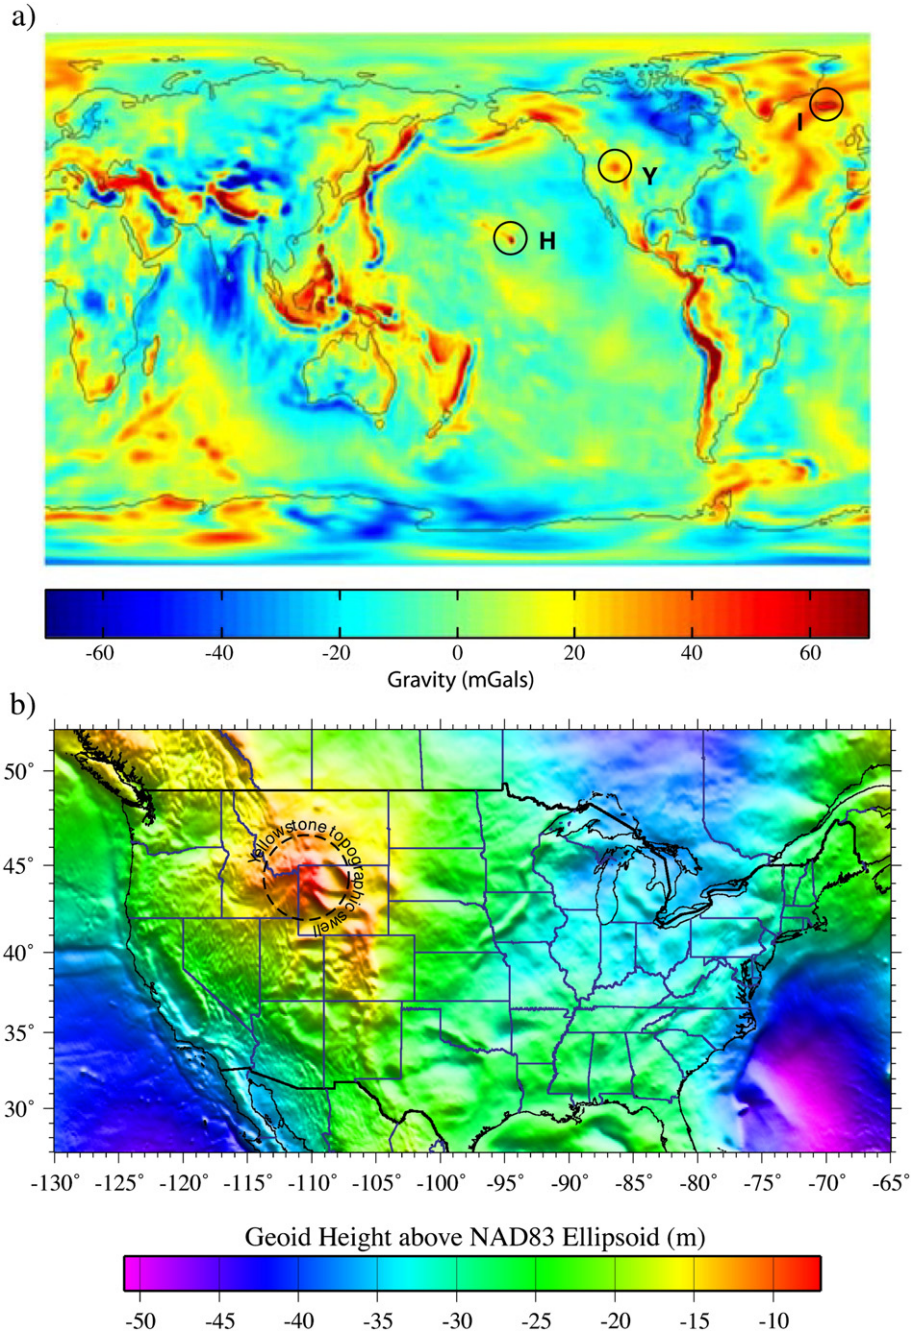 a)
I
Y
H
-60 -40 -20 0 20 40 60
Gravity (mGals)
b)
50°
45°
40°
35°
30°
Yellowstone topographic swell
-130 -125° -120° -115° -110° -105° -100° -95° -90° -85° -80° -75° -70° -65°
Geoid Height above NAD83 Ellipsoid (m)
-50 -45 -40 -35 -30 -25 -20 -15 -10